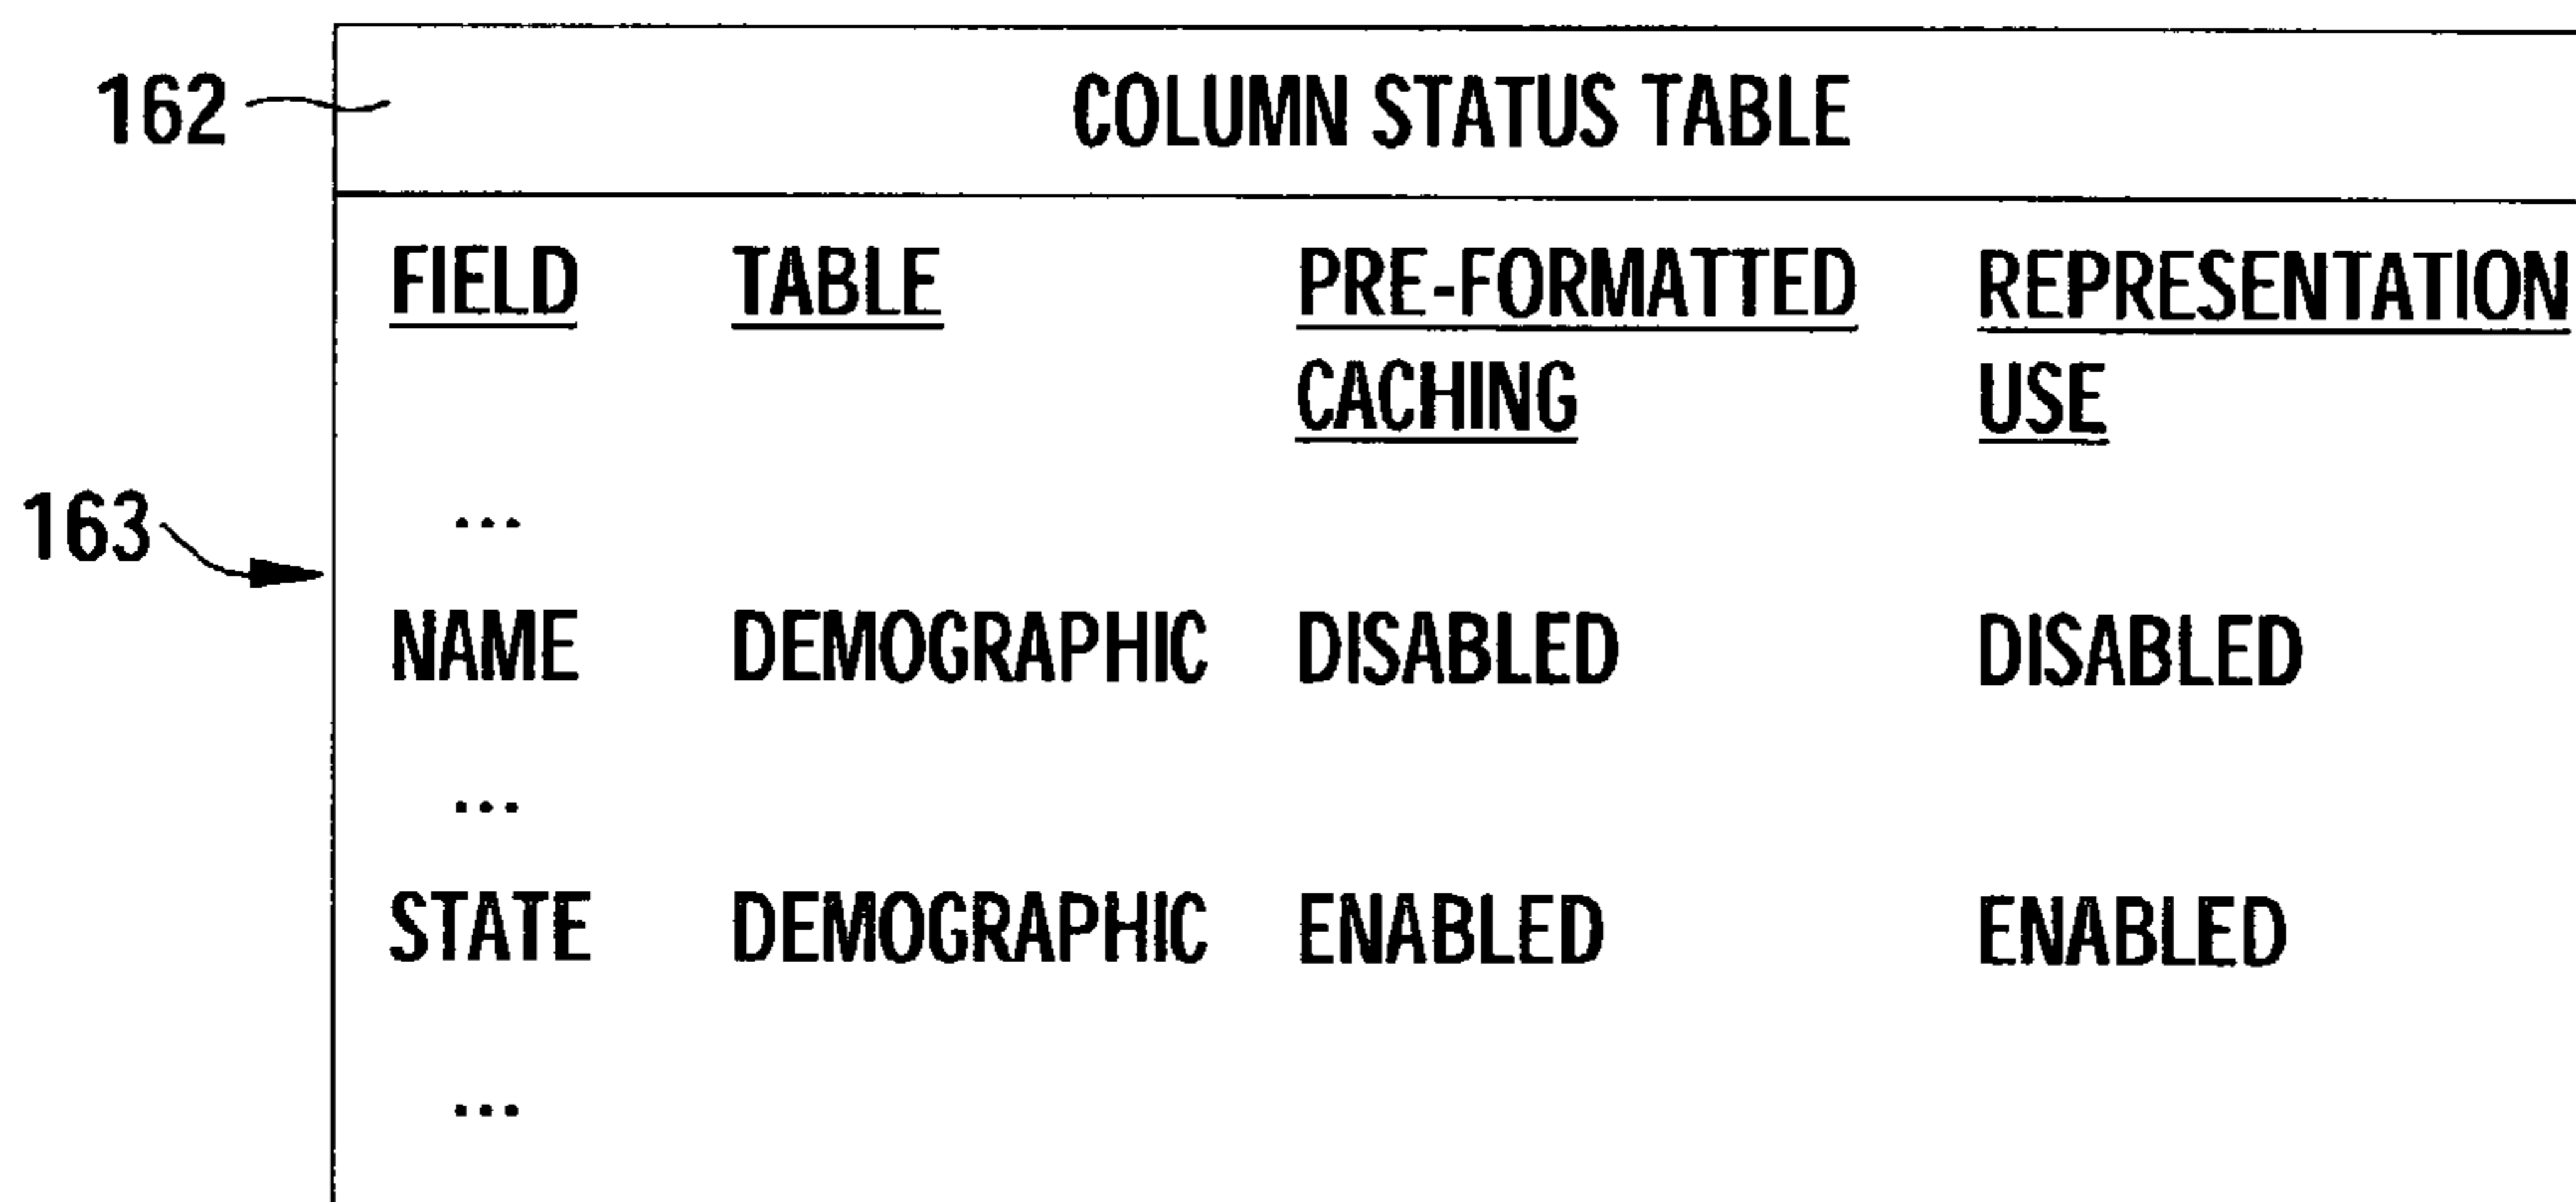 162 COLUMN STATUS TABLE
FIELD TABLE PRE-FORMATTED REPRESENTATION
CACHING USE
163 ...
NAME DEMOGRAPHIC DISABLED DISABLED
...
STATE DEMOGRAPHIC ENABLED ENABLED
...